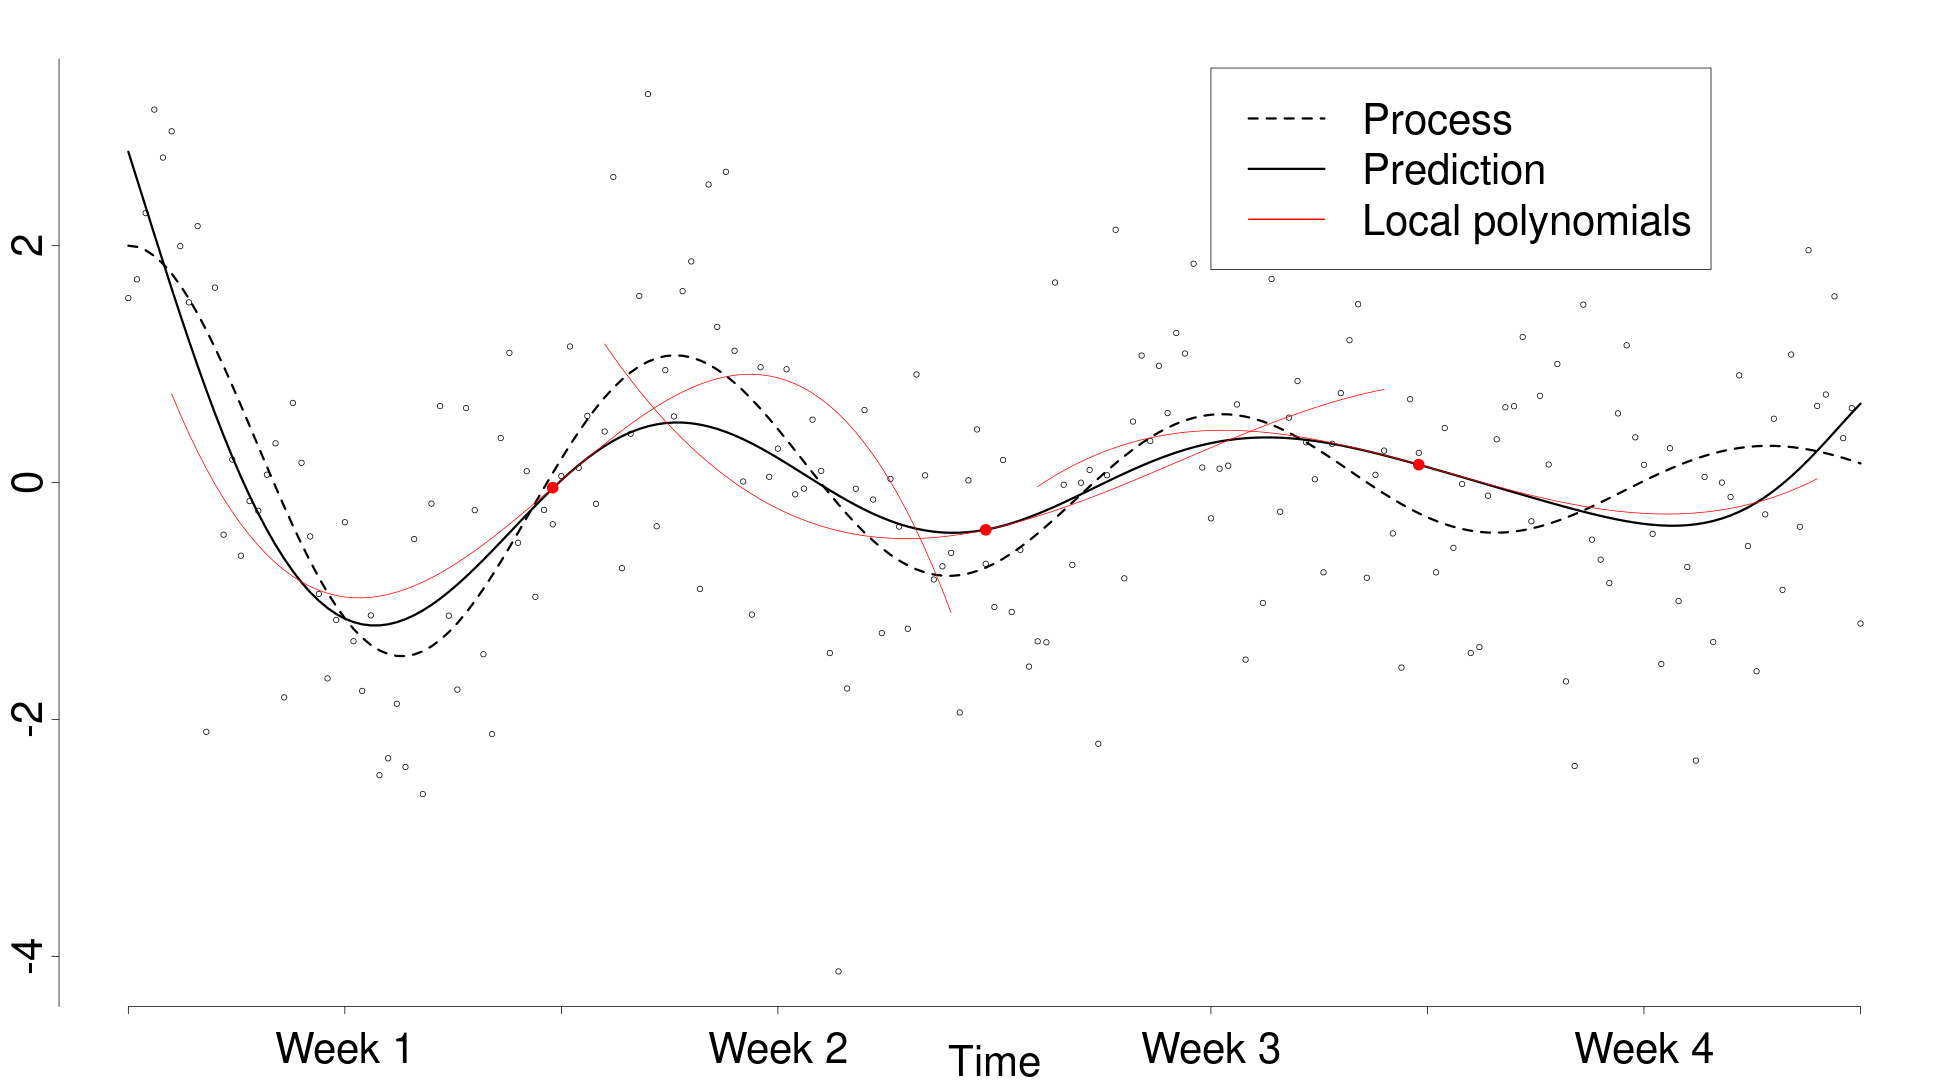 Process
Prediction
Local polynomials
2
0
-2
-4
Week 1
Week 2
Week 3
Week 4
Time